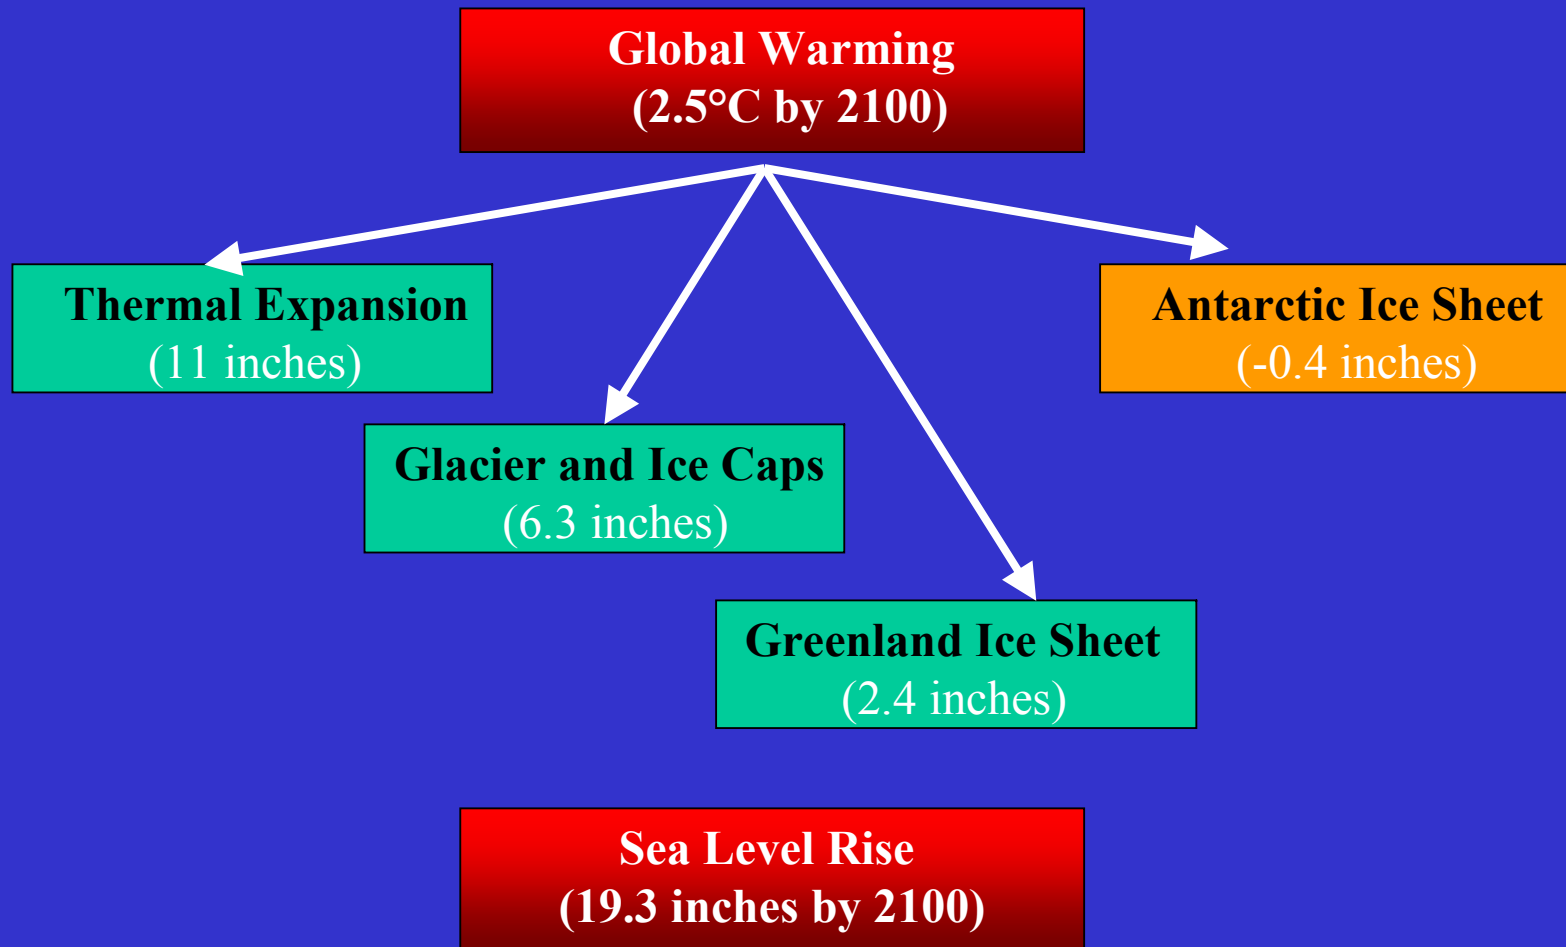 Global Warming
(2.5°C by 2100)
Thermal Expansion
(11 inches)
Antarctic Ice Sheet
(-0.4 inches)
Glacier and Ice Caps
(6.3 inches)
Greenland Ice Sheet
(2.4 inches)
Sea Level Rise
(19.3 inches by 2100)